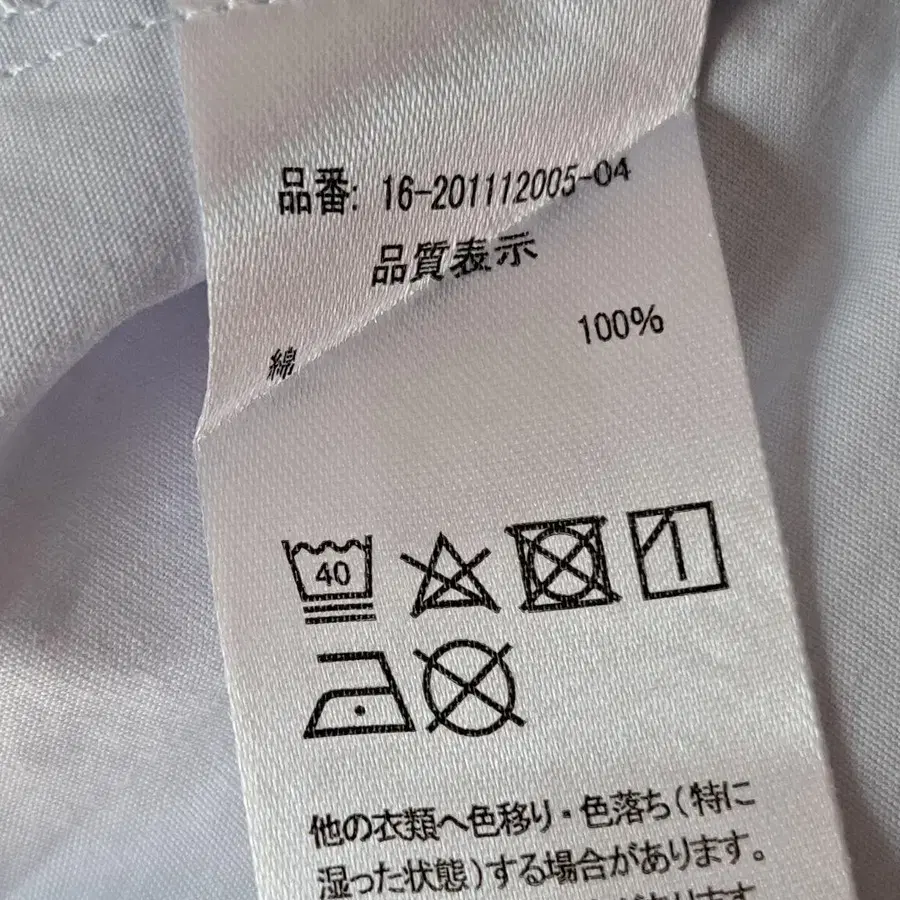 品番: 16-201112005-04
品質表示
綿 100%
40
他の衣類へ色移り・色落ち(特に
湿った状態)する場合があります。